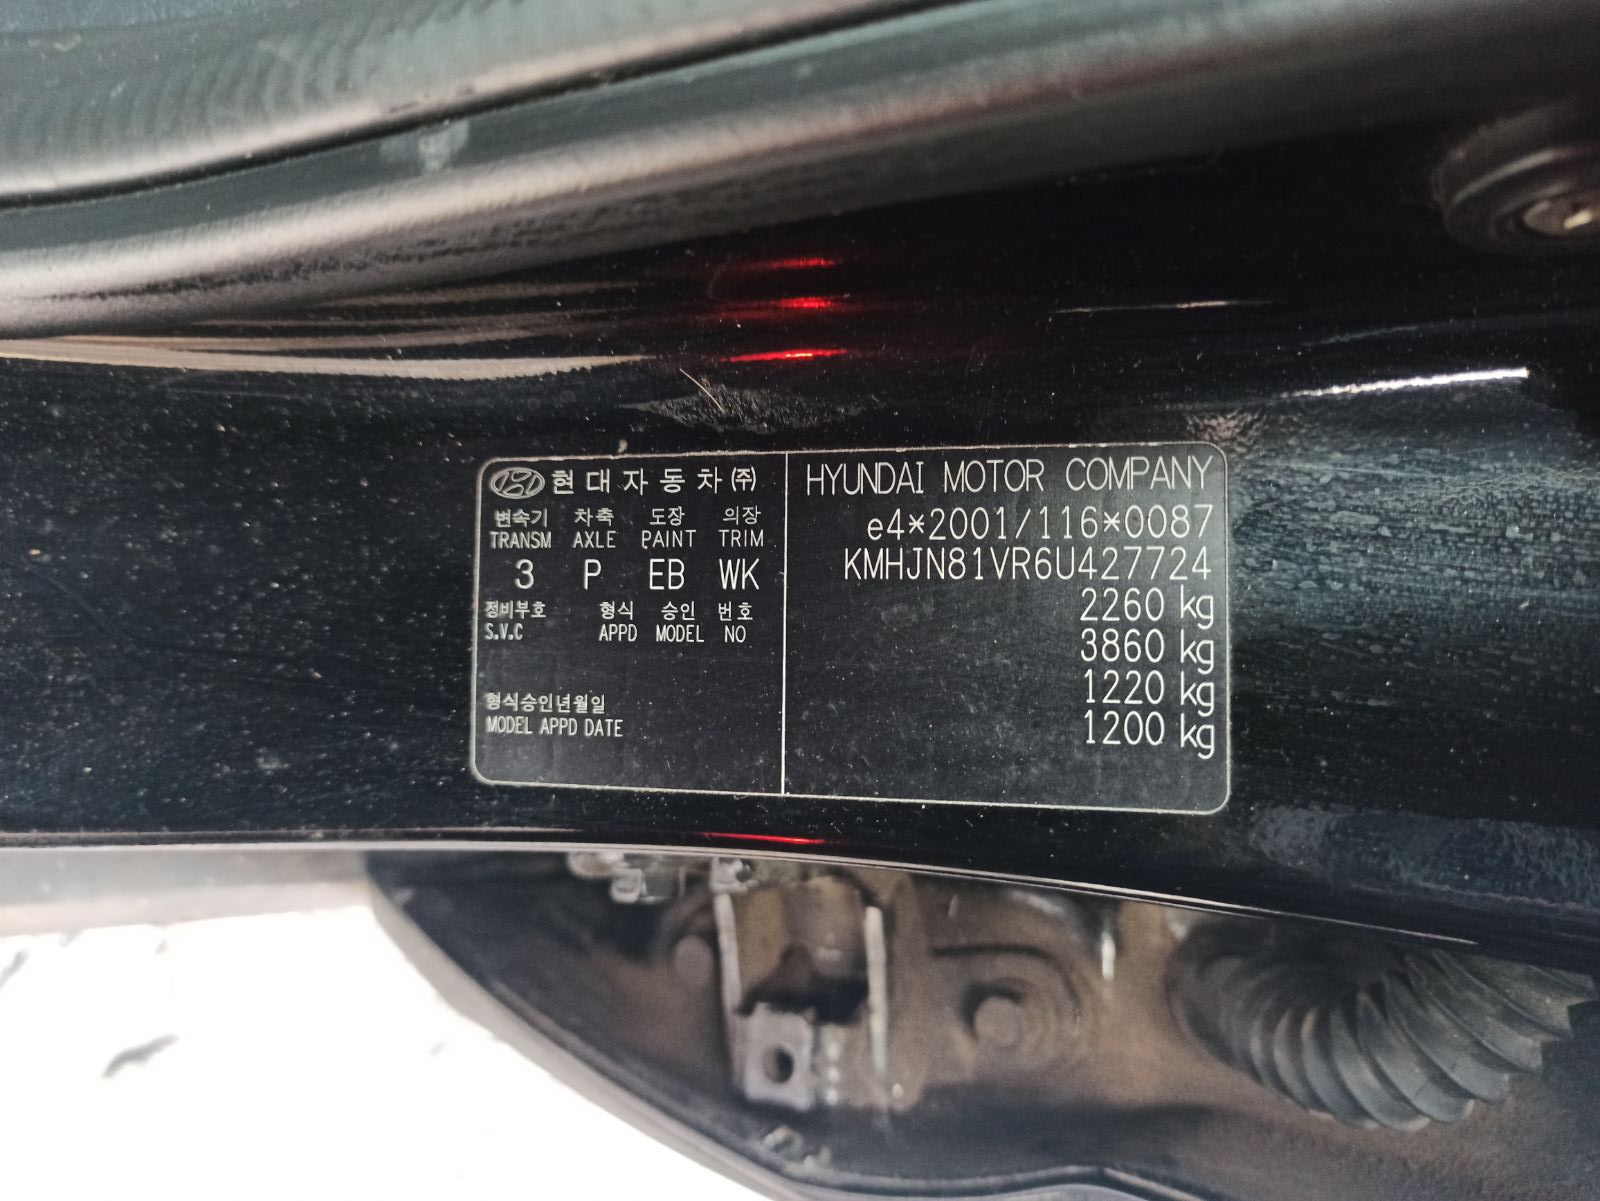 현대자동차㈜
변속기 차축 도장 의장
TRANSM AXLE PAINT TRIM
3 P EB WK
정비부호 형식 승인 번호
S.V.C APPD MODEL NO
형식승인년월일
MODEL APPD DATE
HYUNDAI MOTOR COMPANY
e4*2001/116*0087
KMHJN81VR6U427724
2260 kg
3860 kg
1220 kg
1200 kg